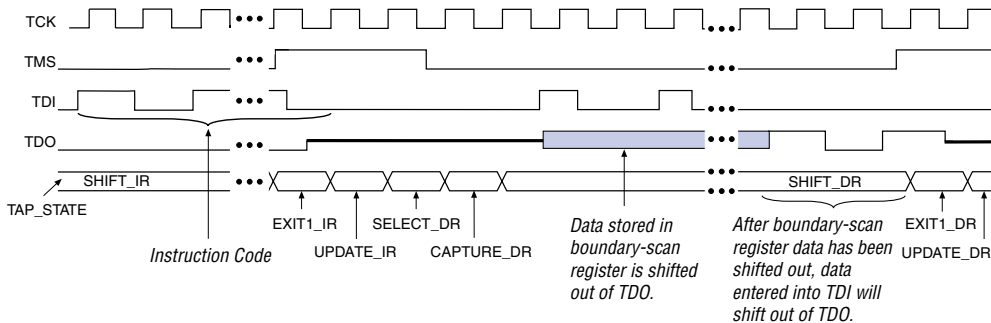 TCK
TMS
TDI
TDO
SHIFT_IR
SHIFT_DR
TAP_STATE
EXIT1_IR
SELECT_DR
EXIT1_DR
UPDATE_IR
CAPTURE_DR
UPDATE_DR
Instruction Code
Data stored in
boundary-scan
register is shifted
out of TDO.
After boundary-scan
register data has been
shifted out, data
entered into TDI will
shift out of TDO.